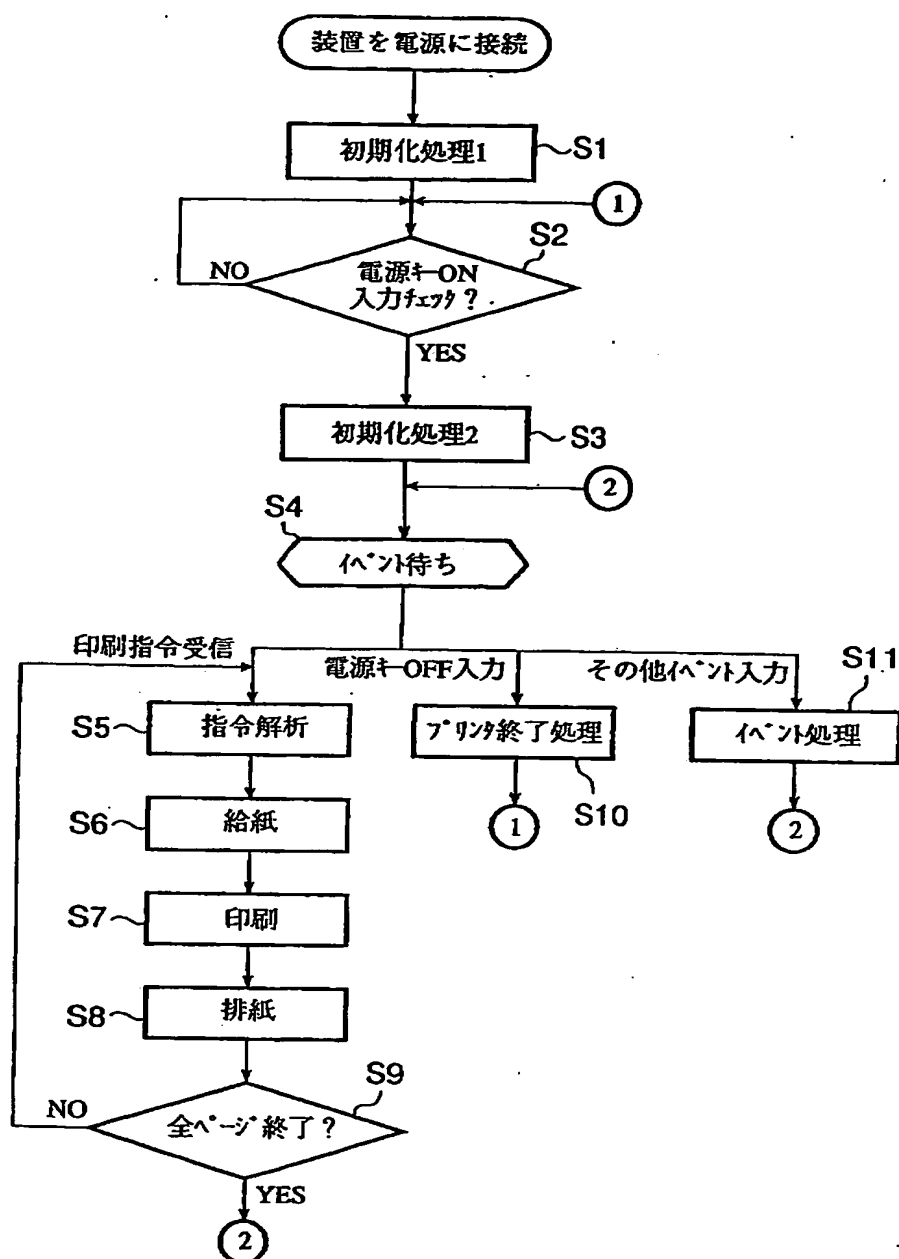 装置を電源に接続
初期化処理1
S1
①
S2
NO
電源ｷｰON
入力ﾁｪｯｸ？
YES
初期化処理2
S3
②
S4
ｲﾍﾞﾝﾄ待ち
印刷指令受信
電源ｷｰOFF入力
その他ｲﾍﾞﾝﾄ入力
S11
S5
指令解析
ﾌﾟﾘﾝﾀ終了処理
ｲﾍﾞﾝﾄ処理
S10
S6
給紙
①
②
S7
印刷
S8
排紙
S9
NO
全ﾍﾟｰｼﾞ終了？
YES
②